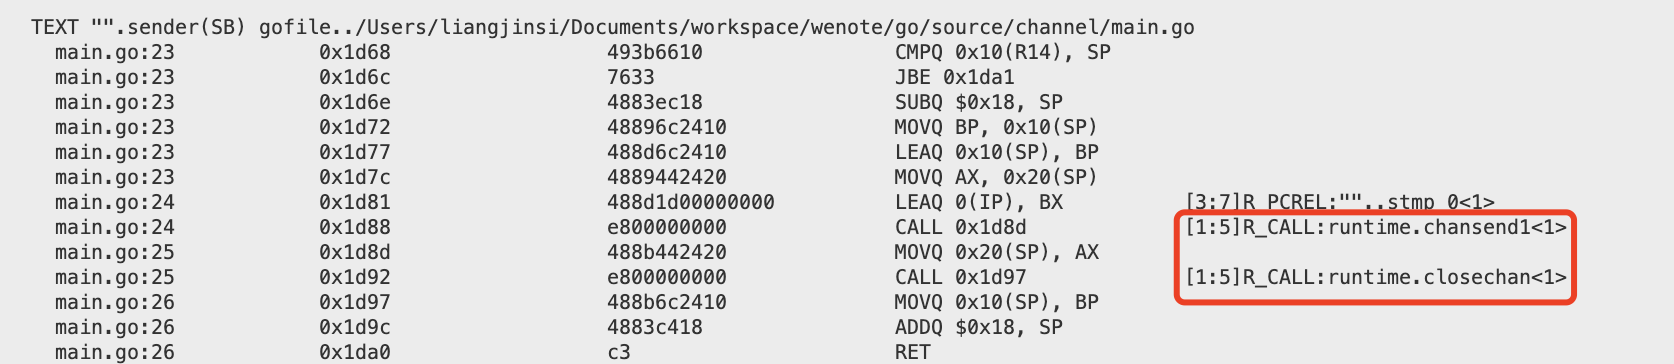 TEXT "".sender(SB) gofile../Users/liangjinsi/Documents/workspace/wenote/go/source/channel/main.go
main.go:23 0x1d68 493b6610 CMPQ 0x10(R14), SP
main.go:23 0x1d6c 7633 JBE 0x1da1
main.go:23 0x1d6e 4883ec18 SUBQ $0x18, SP
main.go:23 0x1d72 48896c2410 MOVQ BP, 0x10(SP)
main.go:23 0x1d77 488d6c2410 LEAQ 0x10(SP), BP
main.go:23 0x1d7c 4889442420 MOVQ AX, 0x20(SP)
main.go:24 0x1d81 488d1d00000000 LEAQ 0(IP), BX [3:7]R_PCREL:""..stmp_0<1>
main.go:24 0x1d88 e800000000 CALL 0x1d8d [1:5]R_CALL:runtime.chansend1<1>
main.go:25 0x1d8d 488b442420 MOVQ 0x20(SP), AX
main.go:25 0x1d92 e800000000 CALL 0x1d97 [1:5]R_CALL:runtime.closechan<1>
main.go:26 0x1d97 488b6c2410 MOVQ 0x10(SP), BP
main.go:26 0x1d9c 4883c418 ADDQ $0x18, SP
main.go:26 0x1da0 c3 RET